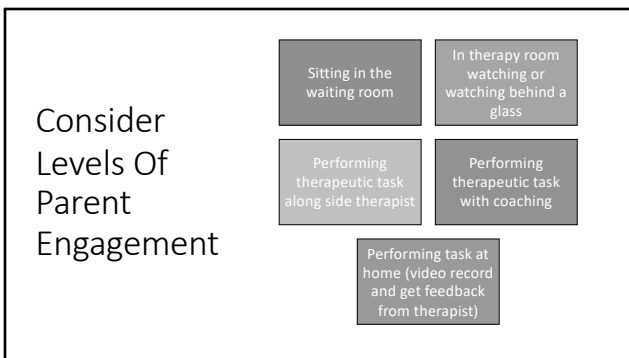 Consider
Levels Of
Parent
Engagement
Sitting in the
waiting room
In therapy room
watching or
watching behind a
glass
Performing
therapeutic task
along side therapist
Performing
therapeutic task
with coaching
Performing task at
home (video record
and get feedback
from therapist)